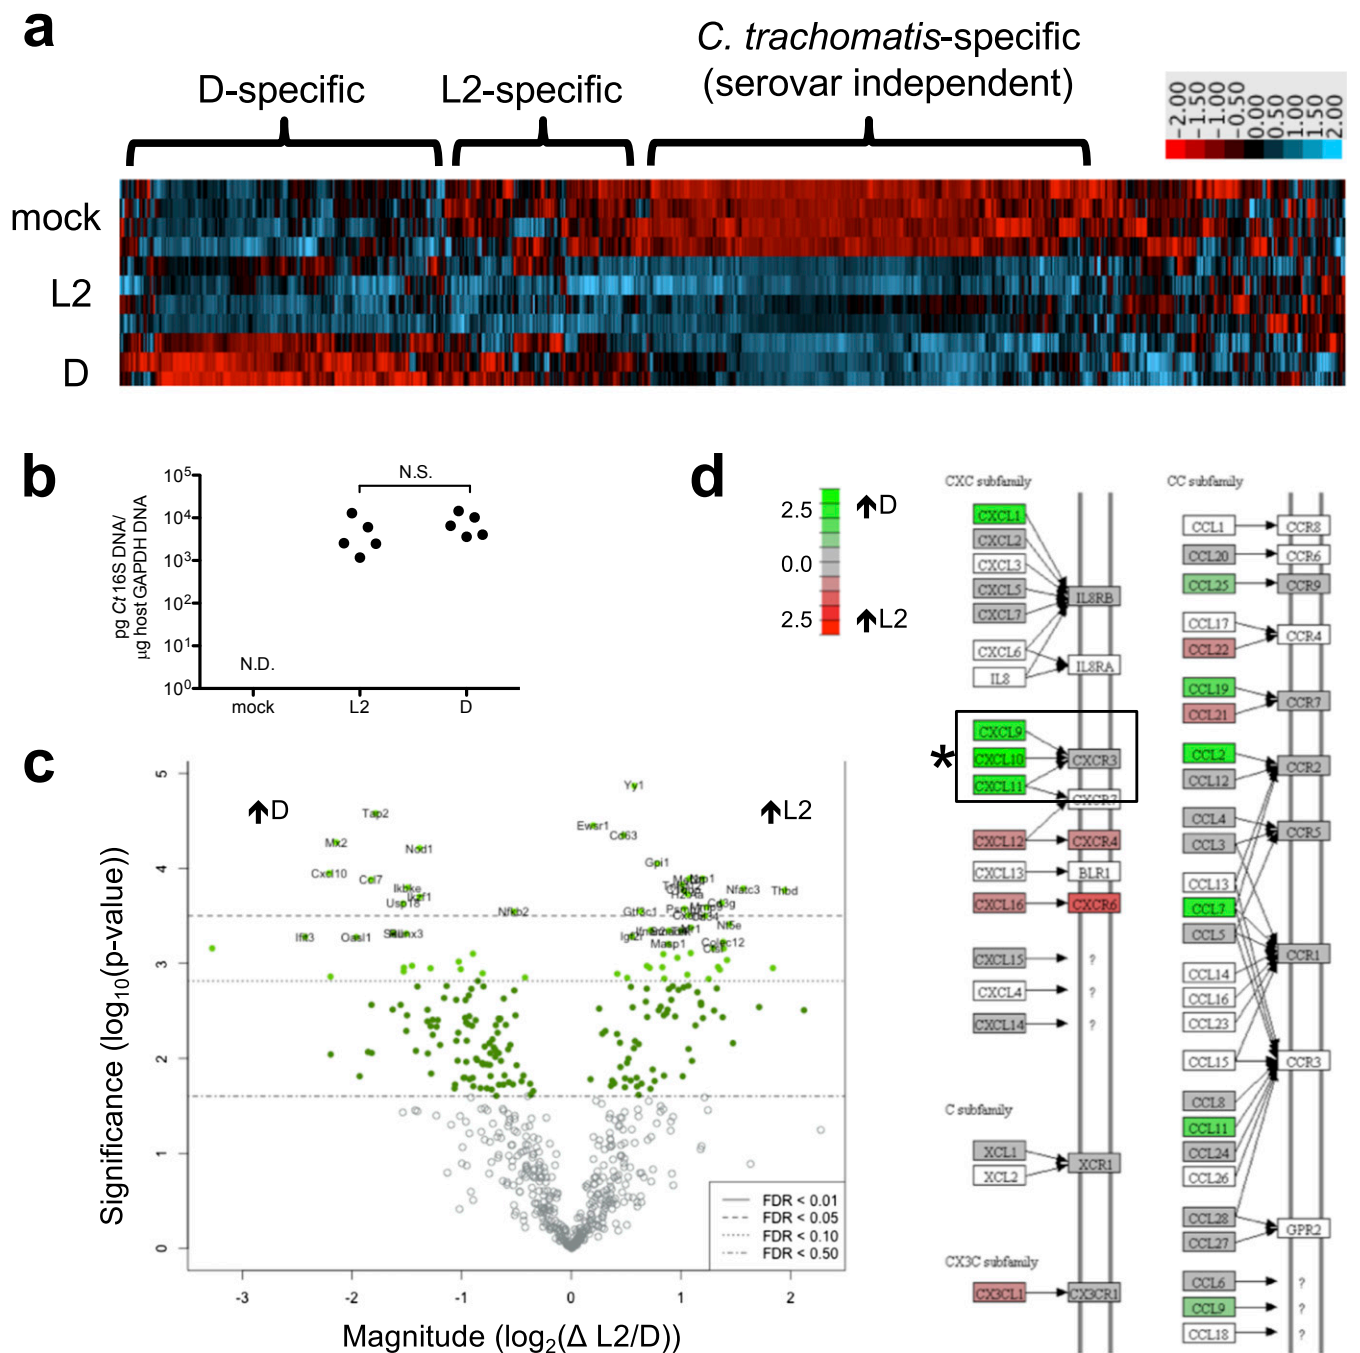 a
C. trachomatis-specific
(serovar independent)
D-specific
L2-specific
-2.00
-1.50
-1.00
-0.50
0.00
0.50
1.00
1.50
2.00
mock
L2
D
b
pg Ct 16S DNA/
µg host GAPDH DNA
10⁵
10⁴
10³
10²
10¹
10⁰
N.S.
N.D.
mock
L2
D
c
Significance (log₁₀(p-value))
5
4
3
2
1
0
↑D
↑L2
Yy1
Tap2
Ewsr1
Cd63
Mx2
Nod1
Gpi1
Cxcl10
Ccl7
Ikbke
Ikzf1
Usp18
Nfkb2
Nfatc3
Thbd
Gtf3c1
Ifit3
Oasl1
Igf2r
Masp1
Colec12
Nt5e
FDR < 0.01
FDR < 0.05
FDR < 0.10
FDR < 0.50
-3
-2
-1
0
1
2
Magnitude (log₂(Δ L2/D))
d
2.5
0.0
2.5
↑D
↑L2
CXC subfamily
CXCL1
CXCL2
CXCL3
CXCL5
CXCL7
IL8RB
CXCL6
IL8
IL8RA
*
CXCL9
CXCL10
CXCL11
CXCR3
CXCR7
CXCL12
CXCR4
CXCL13
BLR1
CXCL16
CXCR6
CXCL15
?
CXCL4
?
CXCL14
?
C subfamily
XCL1
XCL2
XCR1
CX3C subfamily
CX3CL1
CX3CR1
CC subfamily
CCL1
CCR8
CCL20
CCR6
CCL25
CCR9
CCL17
CCL22
CCR4
CCL19
CCL21
CCR7
CCL2
CCL12
CCR2
CCL4
CCL3
CCR5
CCL13
CCL7
CCL5
CCR1
CCL14
CCL16
CCL23
CCL15
CCR3
CCL8
CCL11
CCL24
CCL26
CCL28
CCL27
GPR2
CCL6
?
CCL9
?
CCL18
?